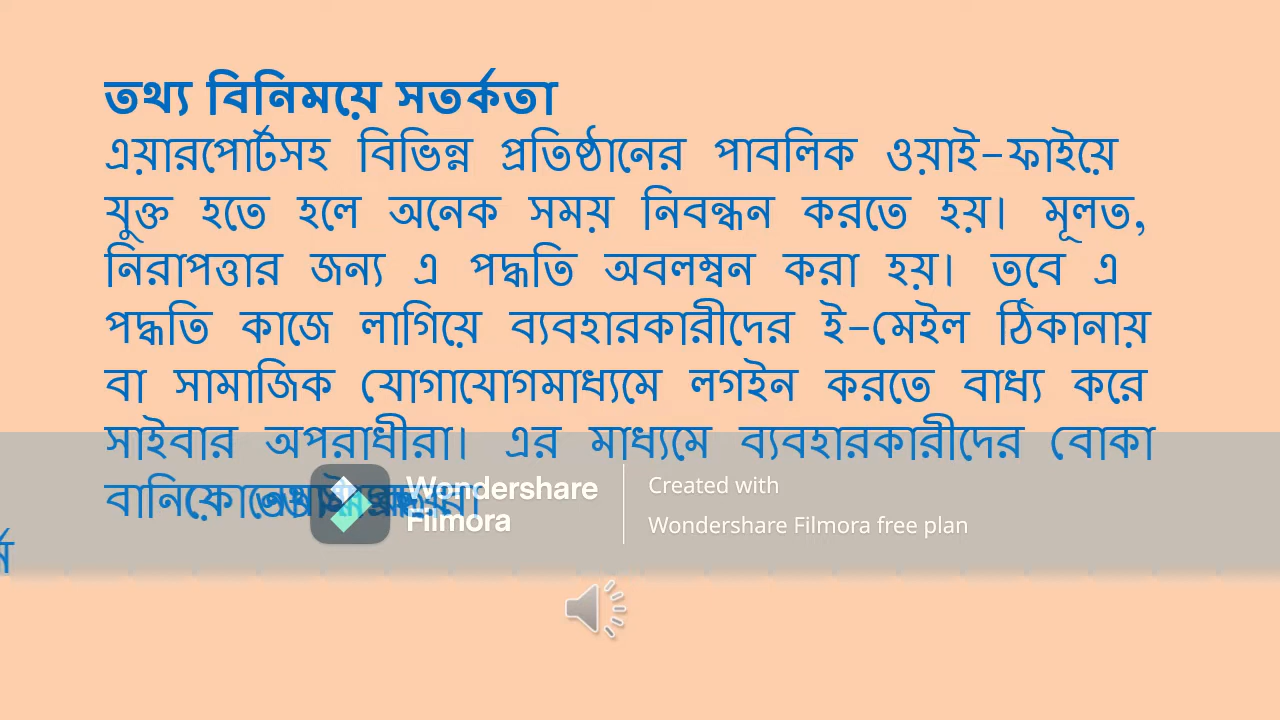 তথ্য বিনিময়ে সতর্কতা
এয়ারপোর্টসহ বিভিন্ন প্রতিষ্ঠানের পাবলিক ওয়াই-ফাইয়ে
যুক্ত হতে হলে অনেক সময় নিবন্ধন করতে হয়। মূলত,
নিরাপত্তার জন্য এ পদ্ধতি অবলম্বন করা হয়। তবে এ
পদ্ধতি কাজে লাগিয়ে ব্যবহারকারীদের ই-মেইল ঠিকানায়
বা সামাজিক যোগাযোগমাধ্যমে লগইন করতে বাধ্য করে
সাইবার অপরাধীরা। এর মাধ্যমে ব্যবহারকারীদের বোকা
বানিয়ে
Wondershare
Filmora
Created with
Wondershare Filmora free plan